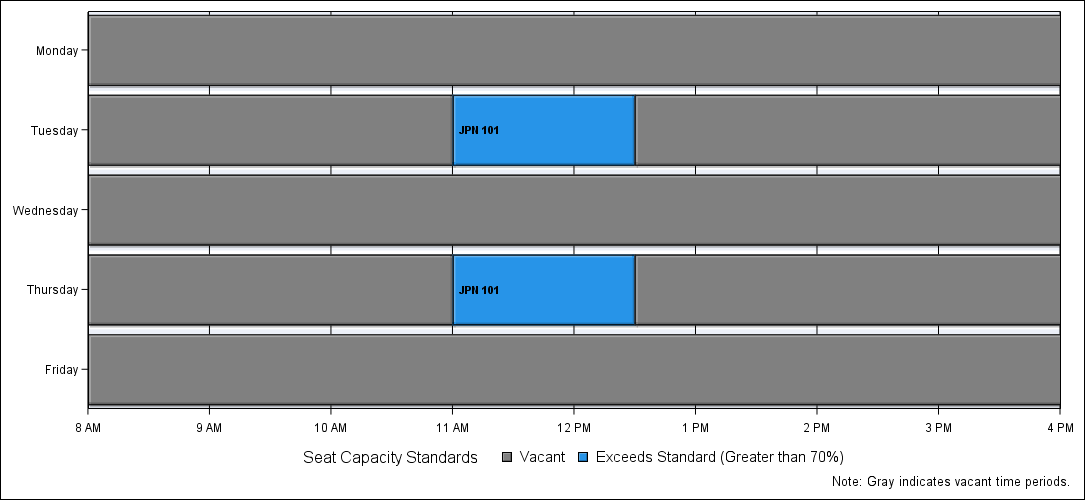 Monday
Tuesday
JPN 101
Wednesday
Thursday
JPN 101
Friday
8 AM 9 AM 10 AM 11 AM 12 PM 1 PM 2 PM 3 PM 4 PM
Seat Capacity Standards Vacant Exceeds Standard (Greater than 70%)
Note: Gray indicates vacant time periods.